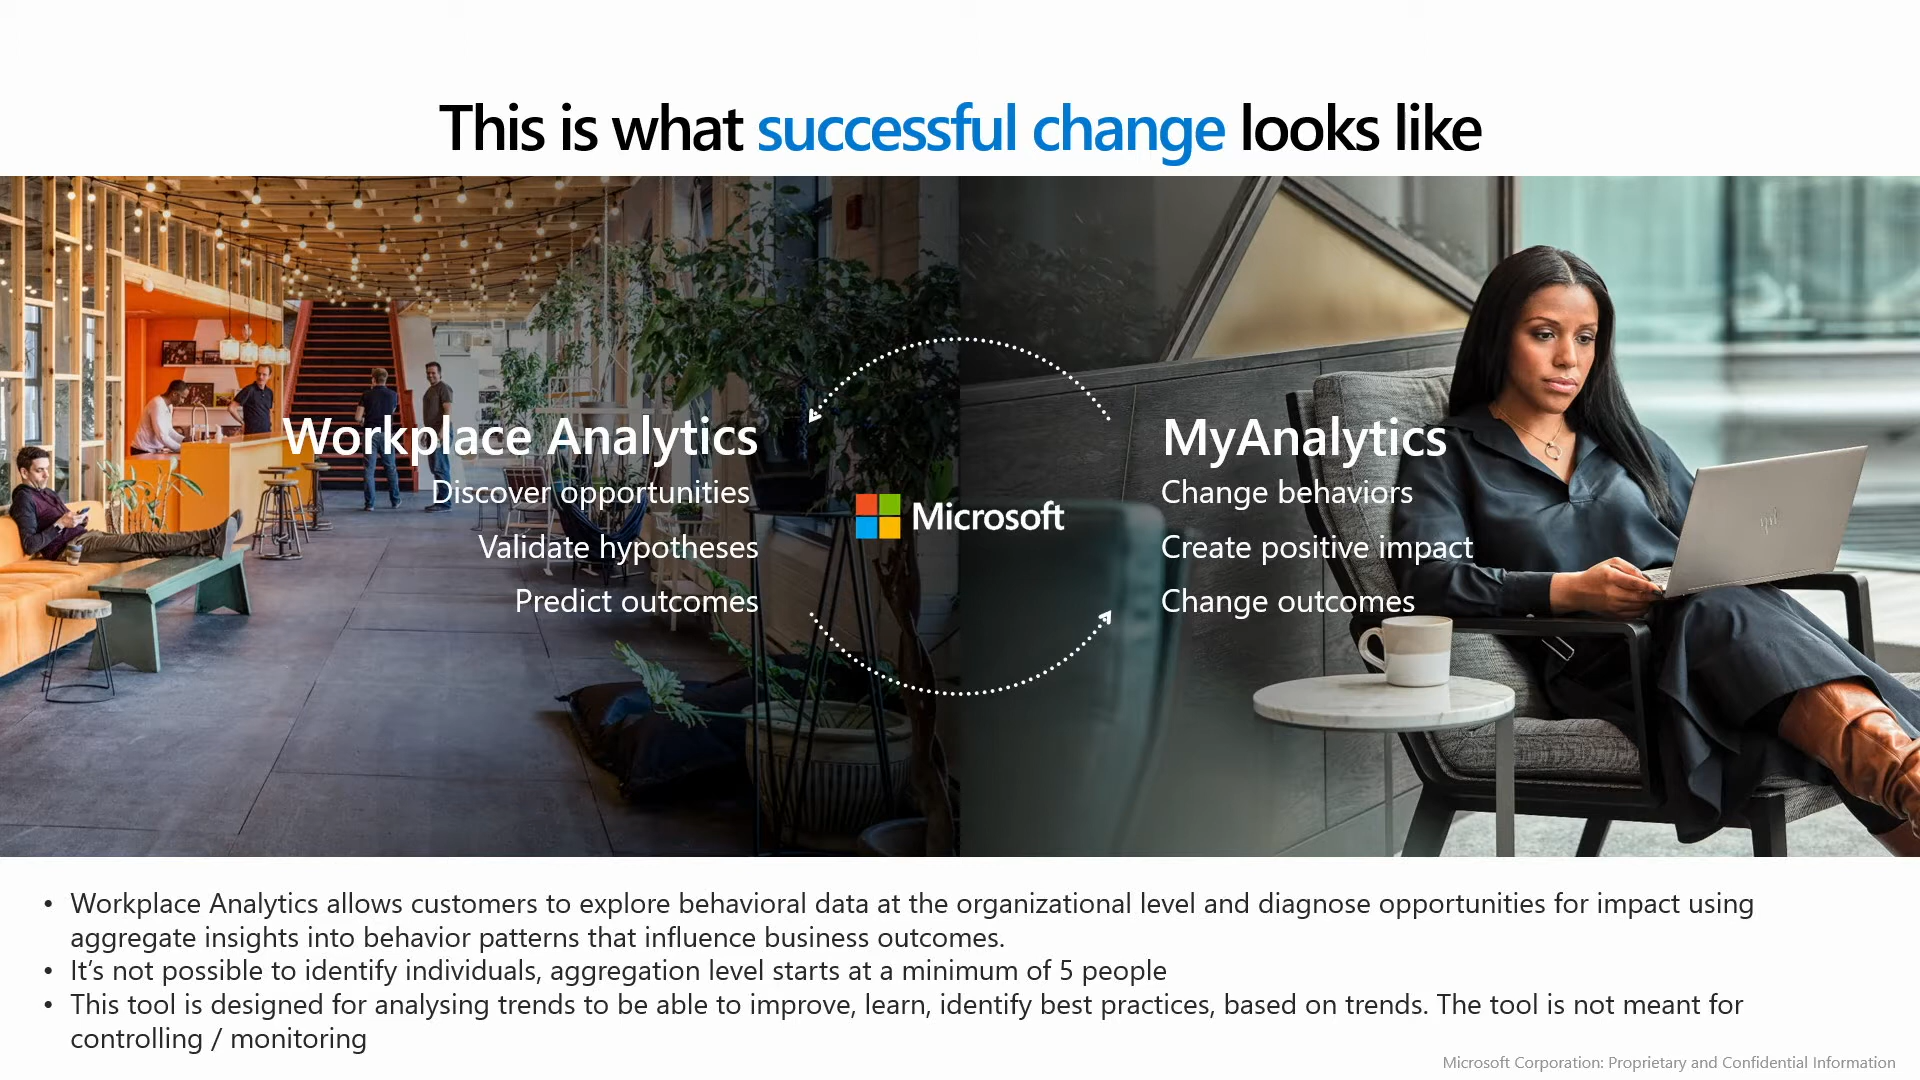 This is what successful change looks like
Workplace Analytics
Discover opportunities
Validate hypotheses
Predict outcomes
Microsoft
MyAnalytics
Change behaviors
Create positive impact
Change outcomes
• Workplace Analytics allows customers to explore behavioral data at the organizational level and diagnose opportunities for impact using
aggregate insights into behavior patterns that influence business outcomes.
• It’s not possible to identify individuals, aggregation level starts at a minimum of 5 people
• This tool is designed for analysing trends to be able to improve, learn, identify best practices, based on trends. The tool is not meant for
controlling / monitoring
Microsoft Corporation: Proprietary and Confidential Information